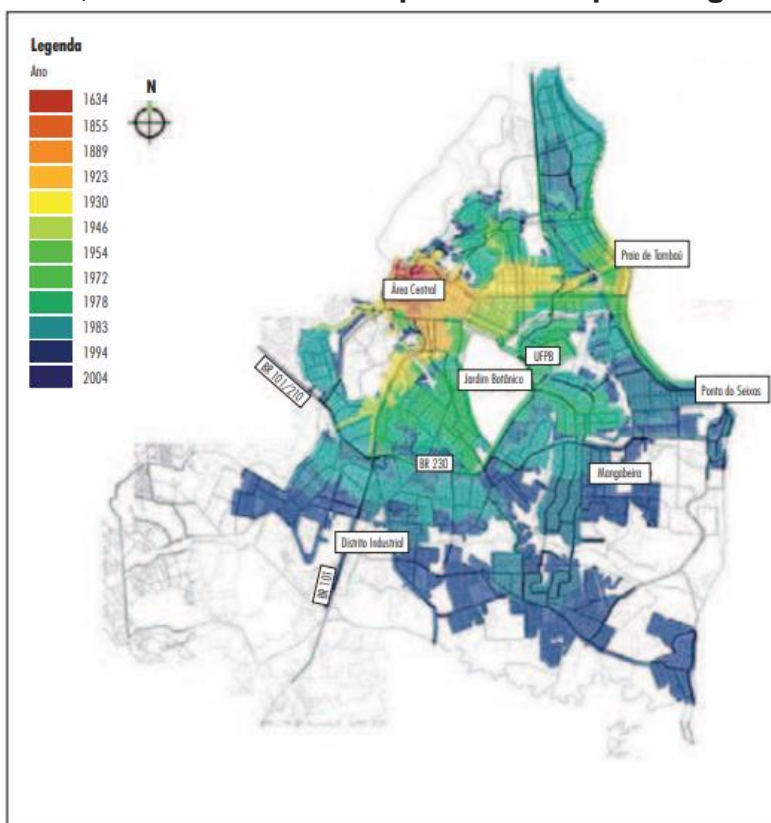 Legenda
Ano
1634
1855
1889
1923
1930
1946
1954
1972
1978
1983
1994
2004
N
Praia de Tambaú
Área Central
UFPB
Jardim Botânico
BR 101/210
Ponta do Seixas
BR 230
Mangabeira
Distrito Industrial
BR 101